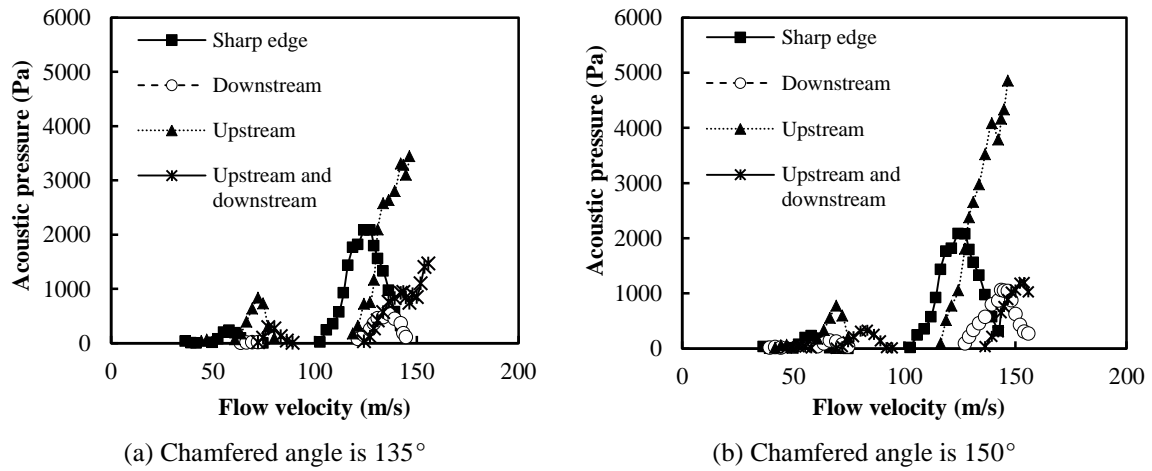 6000
5000
4000
3000
2000
1000
0
Acoustic pressure (Pa)
Sharp edge
Downstream
Upstream
Upstream and
downstream
0 50 100 150 200
Flow velocity (m/s)
(a) Chamfered angle is 135°
6000
5000
4000
3000
2000
1000
0
Acoustic pressure (Pa)
Sharp edge
Downstream
Upstream
Upstream and
downstream
0 50 100 150 200
Flow velocity (m/s)
(b) Chamfered angle is 150°